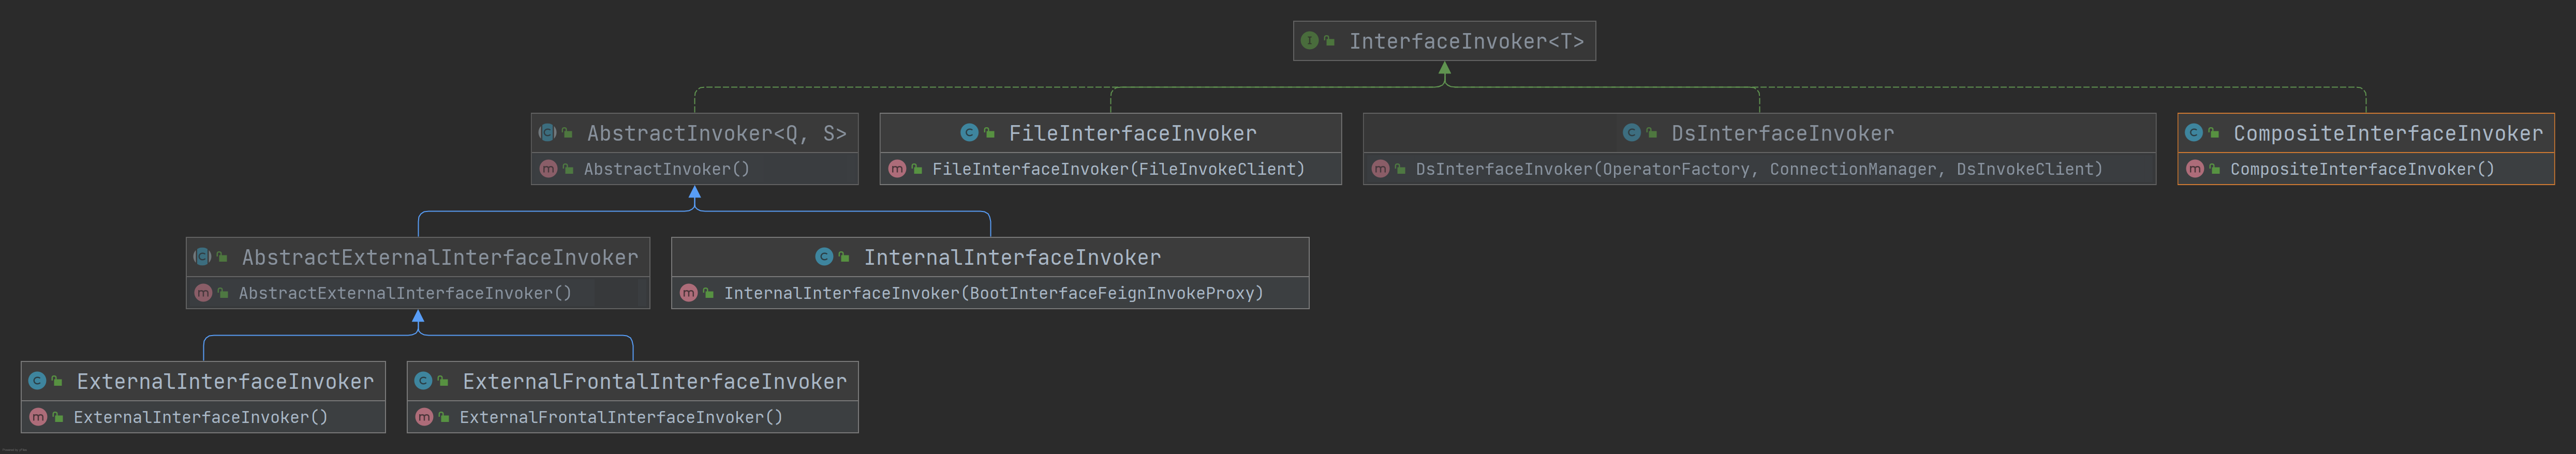 InterfaceInvoker<T>
AbstractInvoker<Q, S>
AbstractInvoker()
FileInterfaceInvoker
FileInterfaceInvoker(FileInvokeClient)
DsInterfaceInvoker
DsInterfaceInvoker(OperatorFactory, ConnectionManager, DsInvokeClient)
CompositeInterfaceInvoker
CompositeInterfaceInvoker()
AbstractExternalInterfaceInvoker
AbstractExternalInterfaceInvoker()
InternalInterfaceInvoker
InternalInterfaceInvoker(BootInterfaceFeignInvokeProxy)
ExternalInterfaceInvoker
ExternalInterfaceInvoker()
ExternalFrontalInterfaceInvoker
ExternalFrontalInterfaceInvoker()